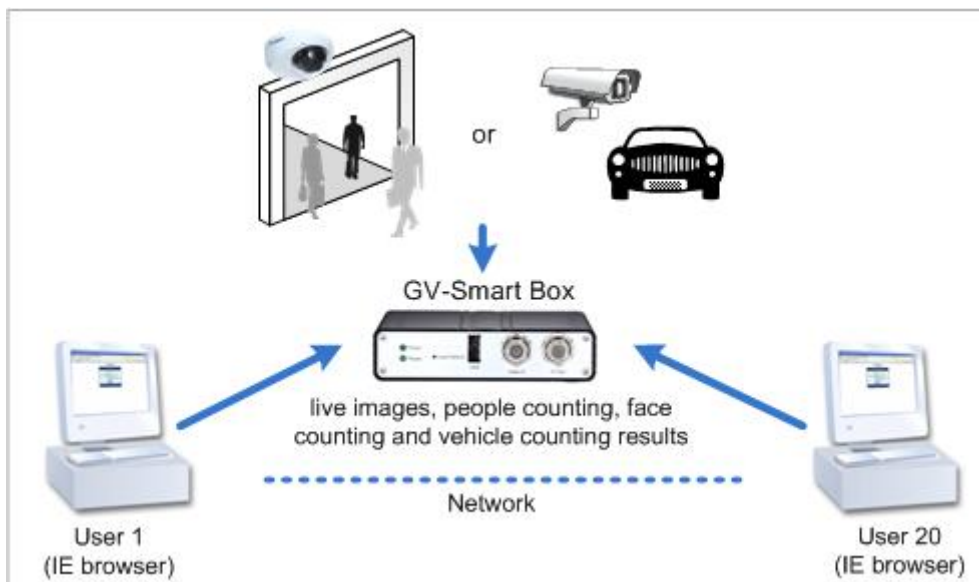 or
GV-Smart Box
live images, people counting, face
counting and vehicle counting results
Network
User 1
(IE browser)
User 20
(IE browser)